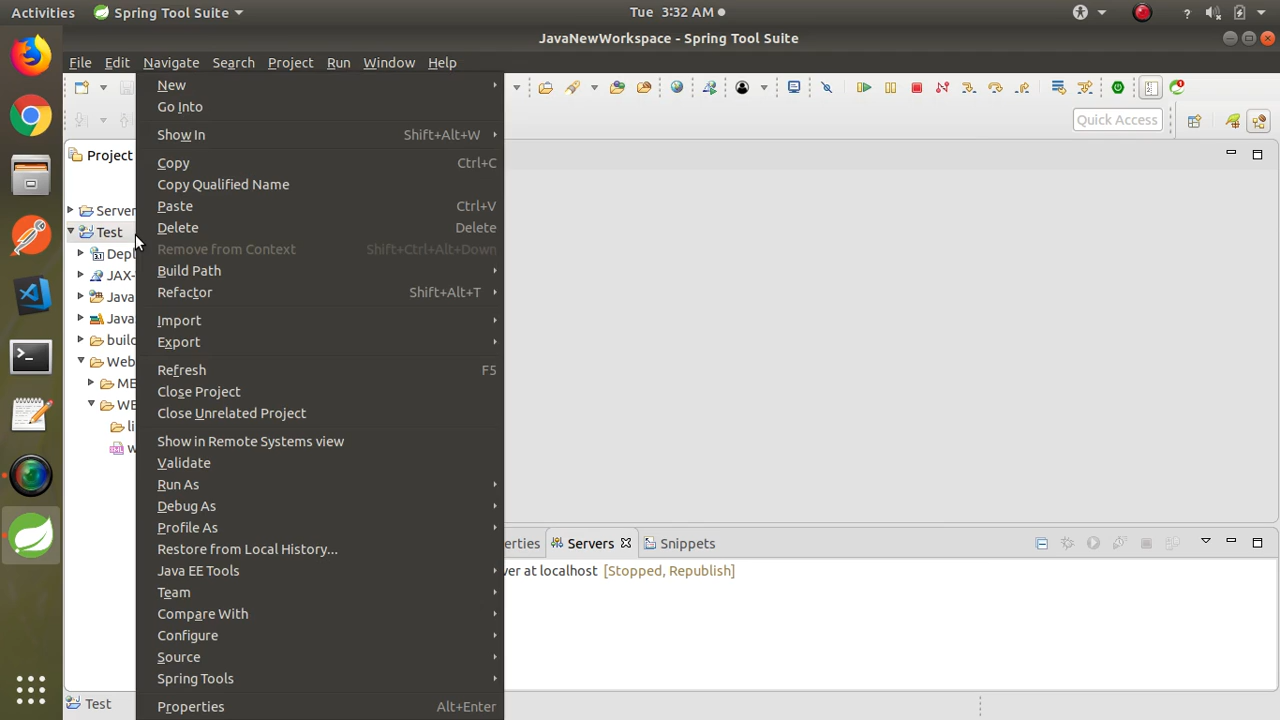 Activities Spring Tool Suite Tue 3:32 AM ?
JavaNewWorkspace - Spring Tool Suite
File Edit Navigate Search Project Run Window Help
Quick Access
Project
Server
Test
Depl
JAX-
Java
Java
build
Web
ME
WE
li
w
New
Go Into
Show In Shift+Alt+W
Copy Ctrl+C
Copy Qualified Name
Paste Ctrl+V
Delete Delete
Remove from Context Shift+Ctrl+Alt+Down
Build Path
Refactor Shift+Alt+T
Import
Export
Refresh F5
Close Project
Close Unrelated Project
Show in Remote Systems view
Validate
Run As
Debug As
Profile As
Restore from Local History...
Java EE Tools
Team
Compare With
Configure
Source
Spring Tools
Properties Alt+Enter
erties Servers Snippets
ver at localhost [Stopped, Republish]
Test